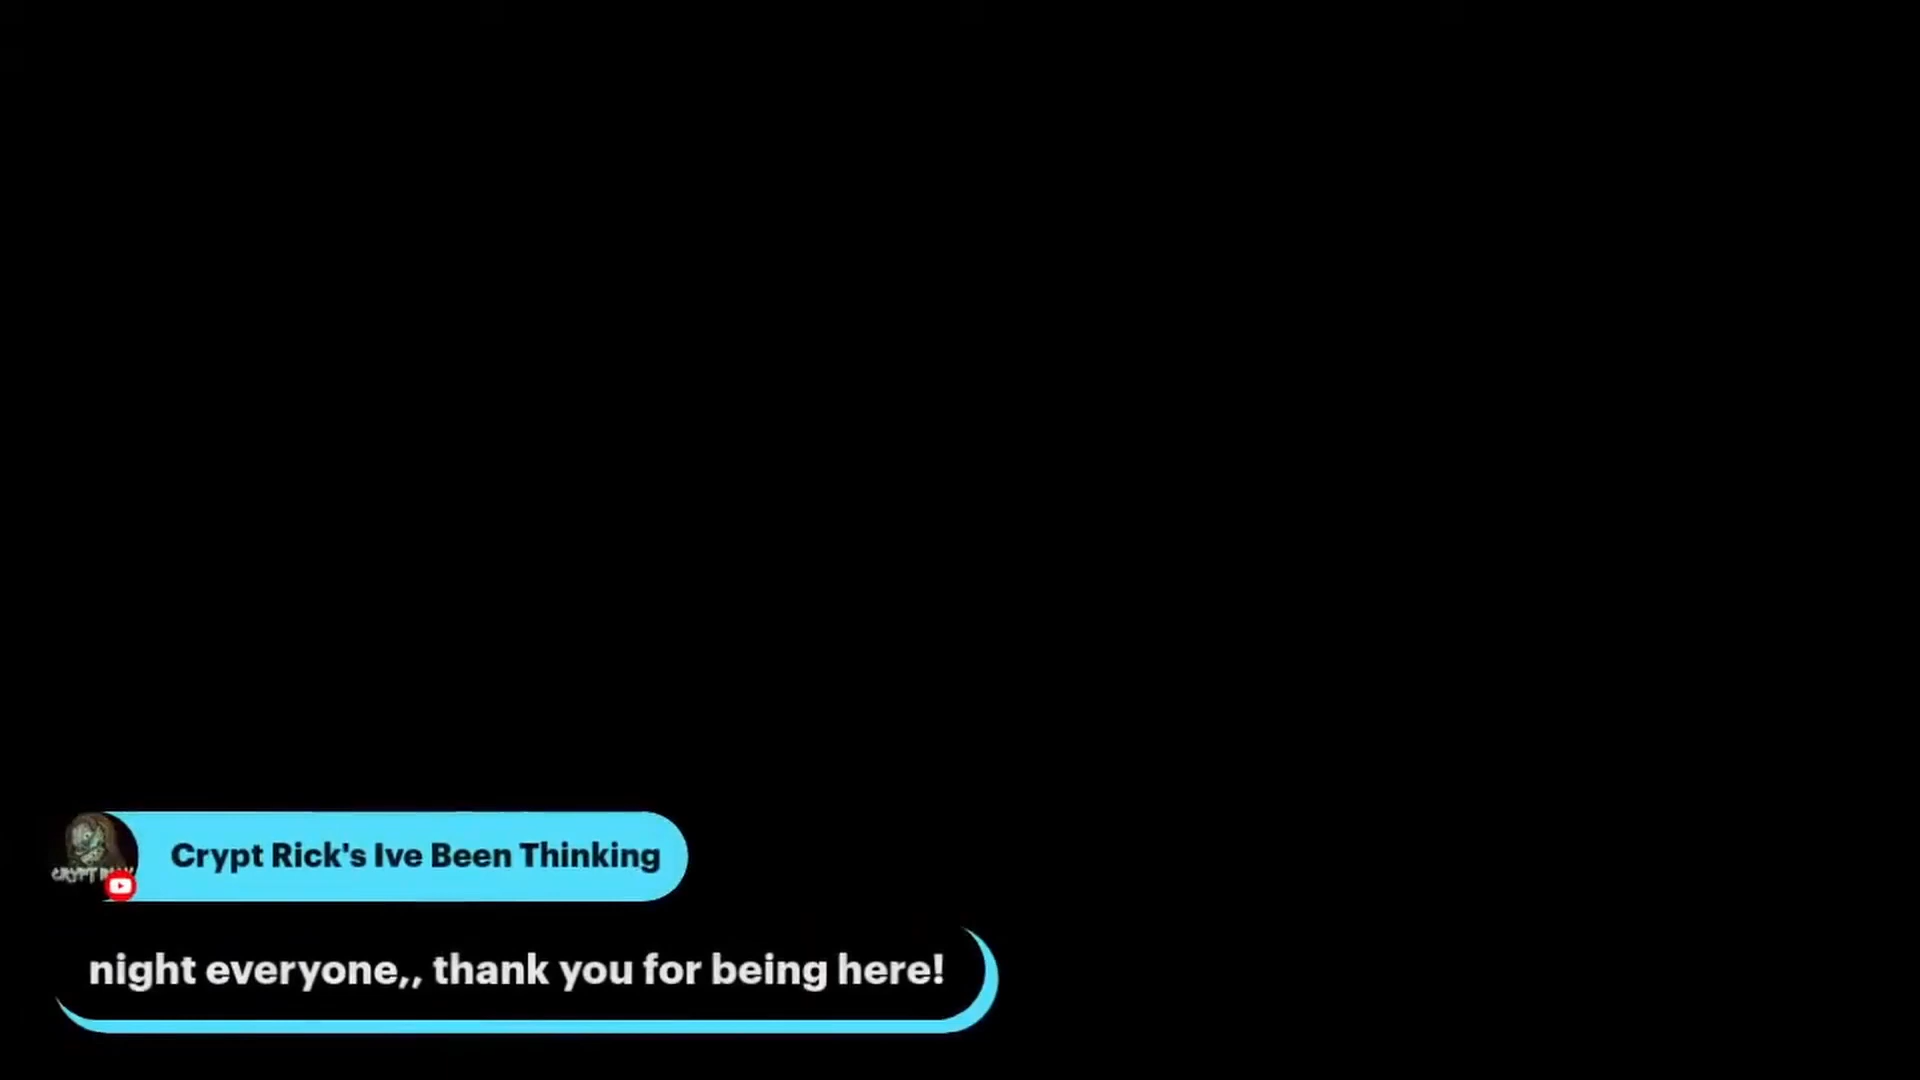 Crypt Rick's Ive Been Thinking
night everyone,, thank you for being here!